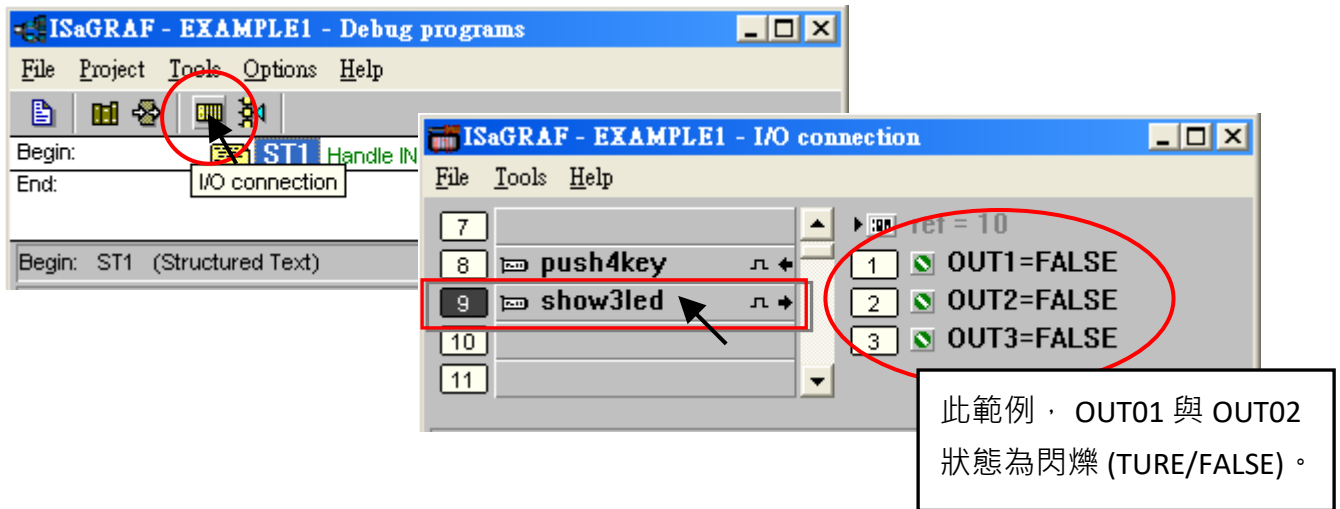 ISaGRAF - EXAMPLE1 - Debug programs
File Project Tools Options Help
Begin: ST1 Handle IN
End:
I/O connection
Begin: ST1 (Structured Text)
ISaGRAF - EXAMPLE1 - I/O connection
File Tools Help
7
8 push4key
9 show3led
10
11
ref = 10
1 OUT1=FALSE
2 OUT2=FALSE
3 OUT3=FALSE
此範例， OUT01 與 OUT02
狀態為閃爍 (TURE/FALSE)。